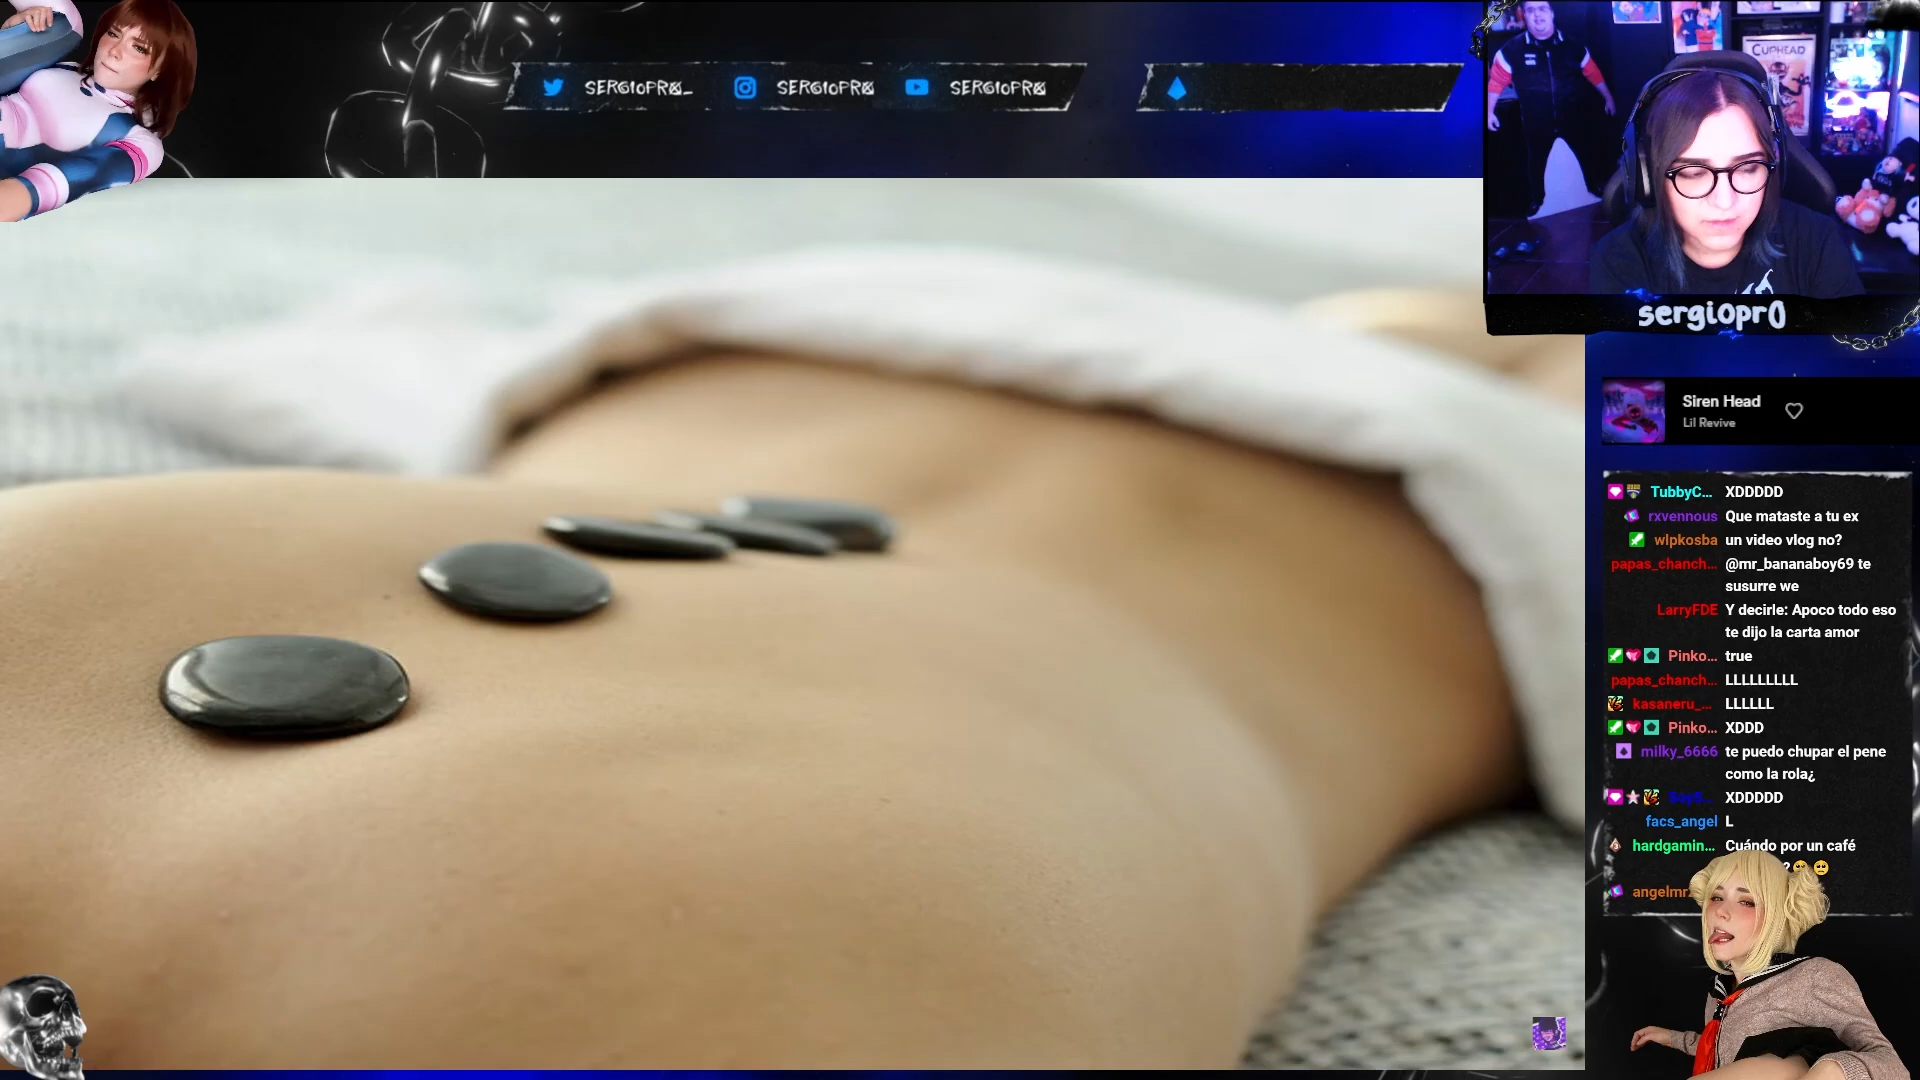 SERGIOPRO_
SERGIOPRO
SERGIOPRO
CUPHEAD
sergiopr0
Siren Head
Lil Revive
TubbyC... XDDDDD
rxvennous Que mataste a tu ex
wlpkosba un video vlog no?
papas_chanch... @mr_bananaboy69 te
susurre we
LarryFDE Y decirle: Apoco todo eso
te dijo la carta amor
Pinko... true
papas_chanch... LLLLLLLLL
kasaneru_... LLLLLL
Pinko... XDDD
milky_6666 te puedo chupar el pene
como la rola¿
XDDDDD
facs_angel L
hardgamin... Cuándo por un café
?🥺 🥺